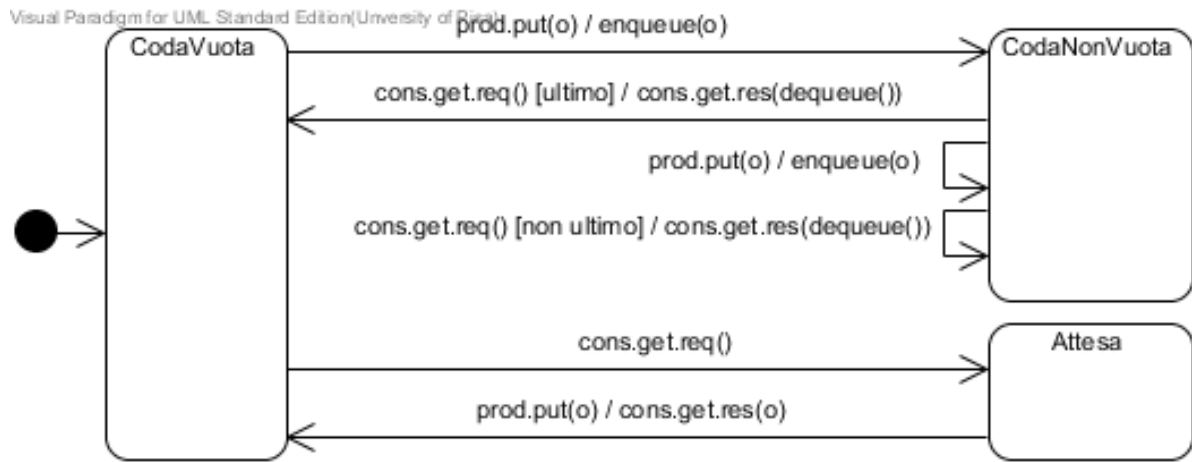 Visual Paradigm for UML Standard Edition(Unversity of Pisa)
prod.put(o) / enqueue(o)
CodaVuota
CodaNonVuota
cons.get.req() [ultimo] / cons.get.res(dequeue())
prod.put(o) / enqueue(o)
cons.get.req() [non ultimo] / cons.get.res(dequeue())
cons.get.req()
Attesa
prod.put(o) / cons.get.res(o)